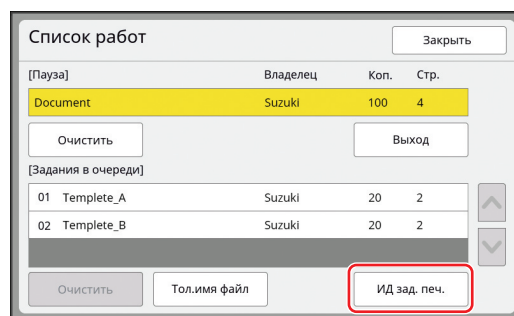 Список работ Закрыть
[Пауза] Владелец Коп. Стр.
Document Suzuki 100 4
Очистить Выход
[Задания в очереди]
01 Templete_A Suzuki 20 2
02 Templete_B Suzuki 20 2
Очистить Тол.имя файл ИД зад. печ.